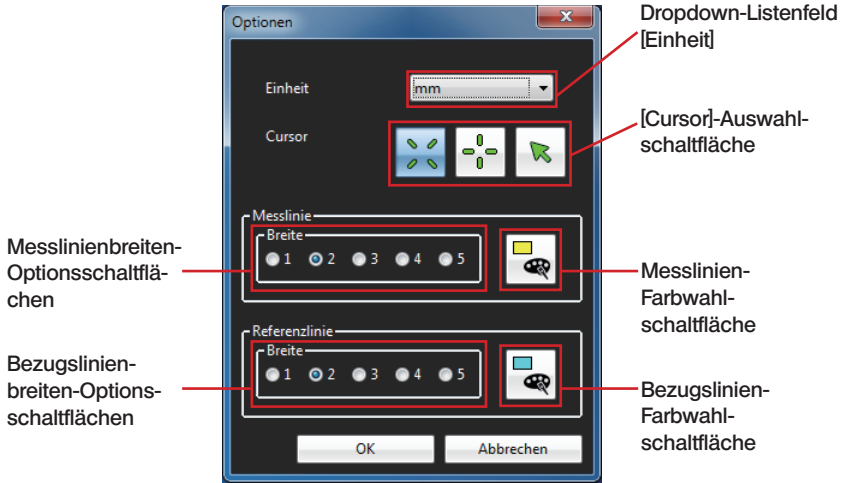 Optionen
Dropdown-Listenfeld
[Einheit]
Einheit
mm
[Cursor]-Auswahl-
schaltfläche
Cursor
Messlinie
Breite
1 2 3 4 5
Messlinienbreiten-
Optionsschaltflä-
chen
Messlinien-
Farbwahl-
schaltfläche
Referenzlinie
Breite
1 2 3 4 5
Bezugslinien-
breiten-Options-
schaltflächen
Bezugslinien-
Farbwahl-
schaltfläche
OK
Abbrechen